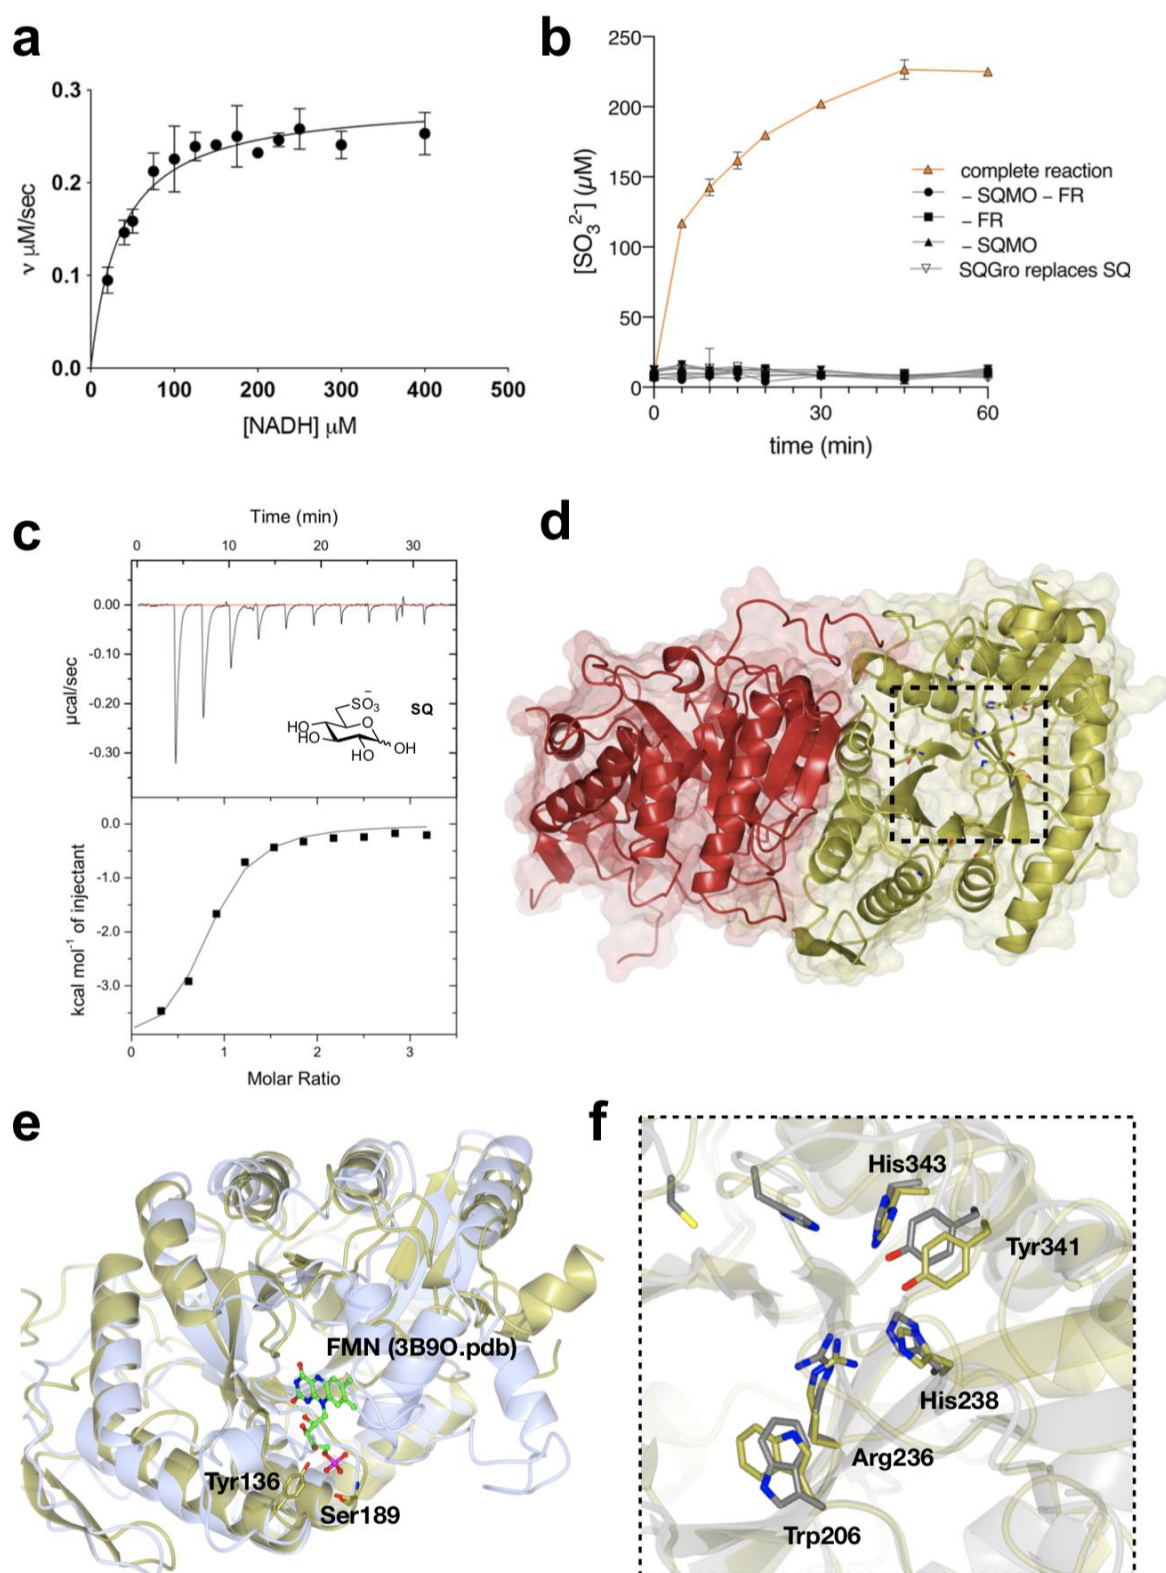 a
0.3
0.2
0.1
0.0
ν µM/sec
0
100
200
300
400
500
[NADH] µM
b
250
200
150
100
50
0
[SO₃²⁻] (µM)
0
30
60
time (min)
complete reaction
– SQMO – FR
– FR
– SQMO
SQGro replaces SQ
c
Time (min)
0
10
20
30
0.00
-0.10
-0.20
-0.30
µcal/sec
SO₃⁻
SQ
HO
HO
HO
O
OH
0.0
-1.0
-2.0
-3.0
kcal mol⁻¹ of injectant
0
1
2
3
Molar Ratio
d
e
FMN (3B9O.pdb)
Tyr136
Ser189
f
His343
Tyr341
His238
Arg236
Trp206